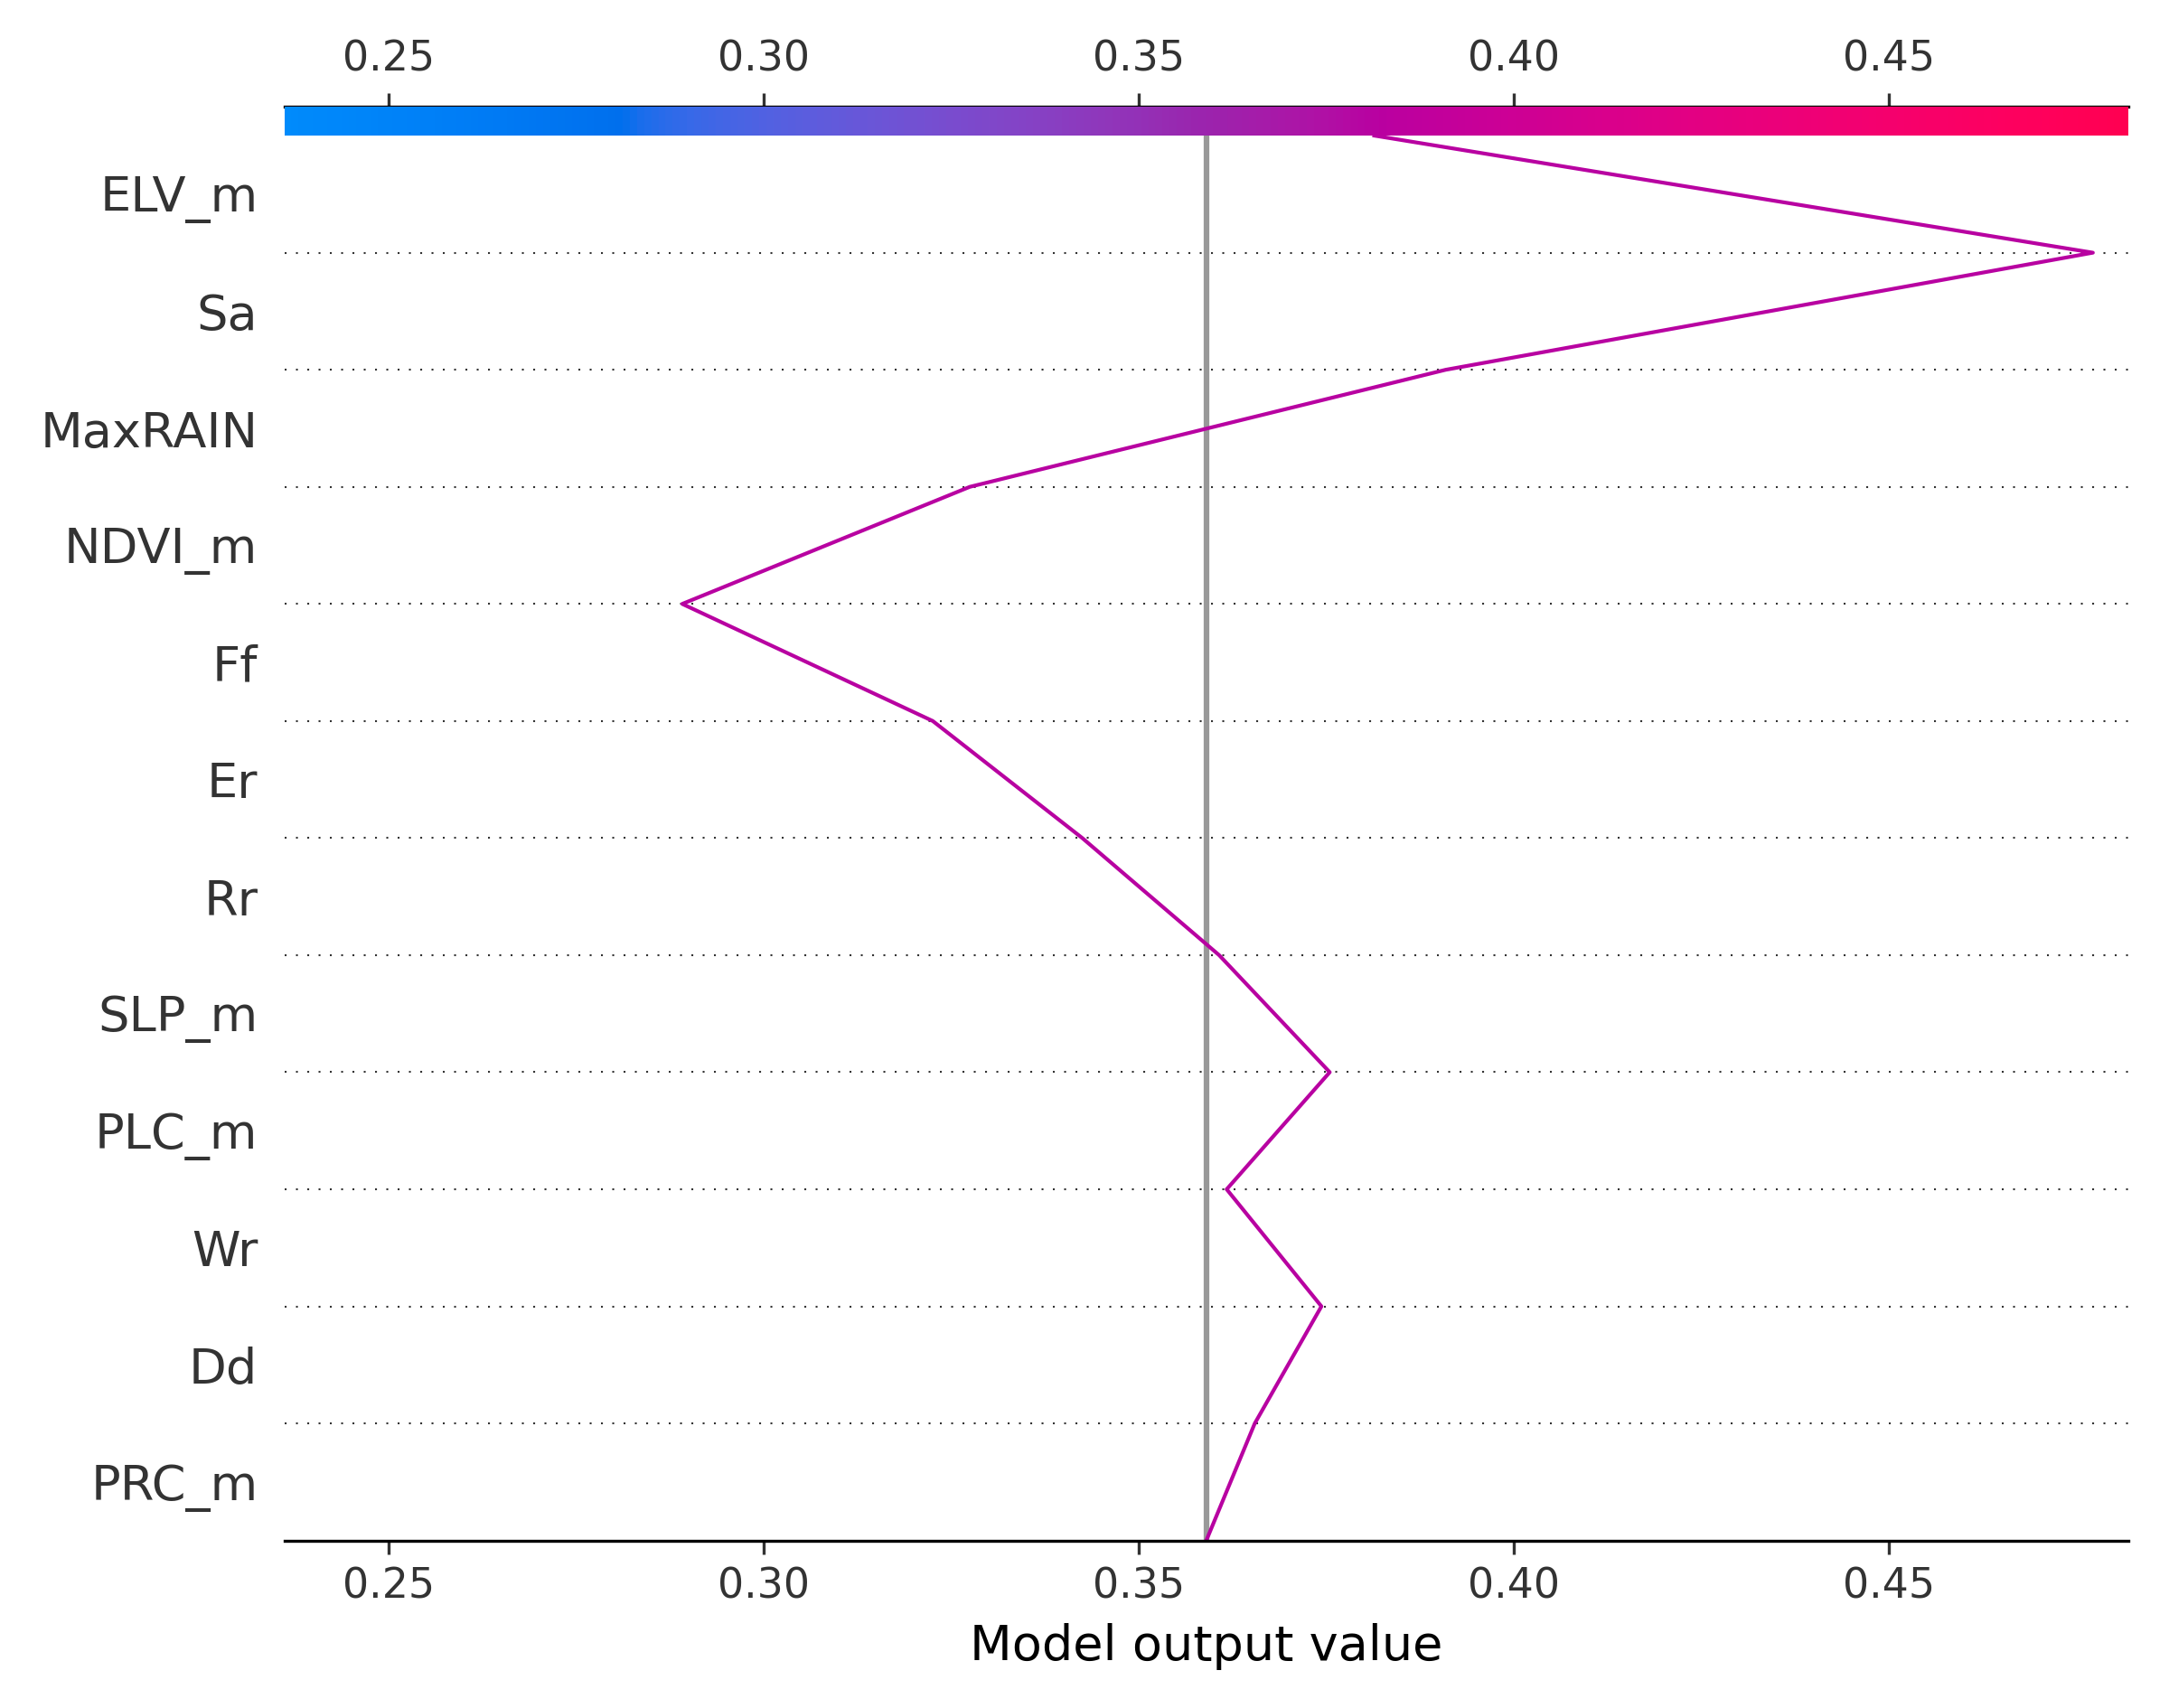 0.25 0.30 0.35 0.40 0.45
ELV_m
Sa
MaxRAIN
NDVI_m
Ff
Er
Rr
SLP_m
PLC_m
Wr
Dd
PRC_m
0.25 0.30 0.35 0.40 0.45
Model output value